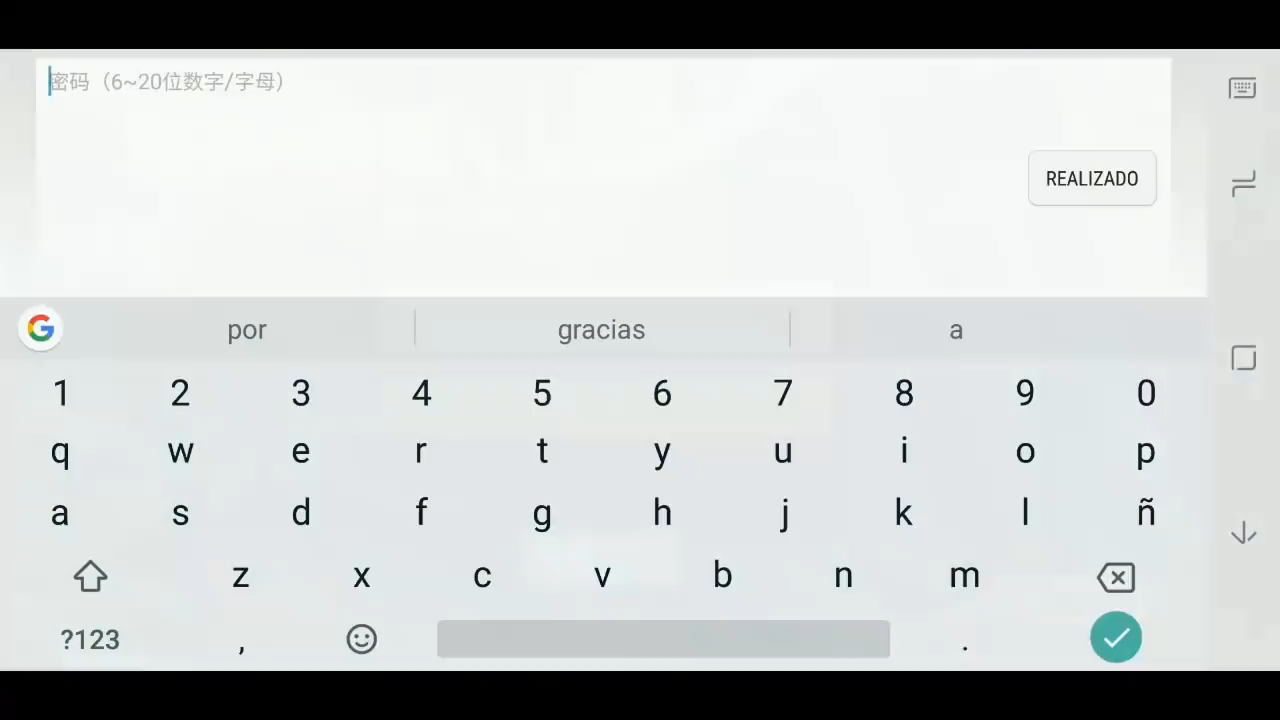 密码（6~20位数字/字母）
REALIZADO
por gracias a
1 2 3 4 5 6 7 8 9 0
q w e r t y u i o p
a s d f g h j k l ñ
z x c v b n m
?123 , .